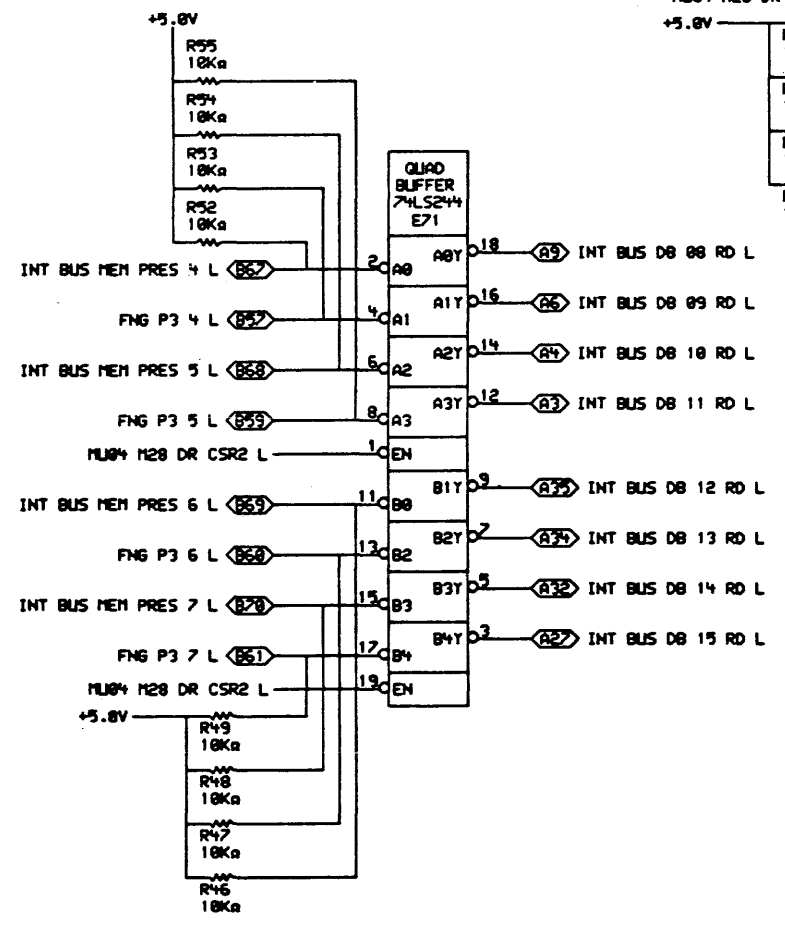 +5.0V
R55
10KΩ
R54
10KΩ
R53
10KΩ
R52
10KΩ
+5.0V
QUAD
BUFFER
74LS244
E71
INT BUS MEM PRES 4 L B67 2 A0 A0Y 18 A9 INT BUS DB 08 RD L
FNG P3 4 L B57 4 A1 A1Y 16 A6 INT BUS DB 09 RD L
INT BUS MEM PRES 5 L B68 6 A2 A2Y 14 A4 INT BUS DB 10 RD L
FNG P3 5 L B59 8 A3 A3Y 12 A3 INT BUS DB 11 RD L
MU04 M28 DR CSR2 L 1 EN
INT BUS MEM PRES 6 L B69 11 B0 B1Y 9 A35 INT BUS DB 12 RD L
FNG P3 6 L B60 13 B2 B2Y 7 A34 INT BUS DB 13 RD L
INT BUS MEM PRES 7 L B70 15 B3 B3Y 5 A32 INT BUS DB 14 RD L
FNG P3 7 L B61 17 B4 B4Y 3 A27 INT BUS DB 15 RD L
MU04 M28 DR CSR2 L 19 EN
+5.0V
R49
10KΩ
R48
10KΩ
R47
10KΩ
R46
10KΩ